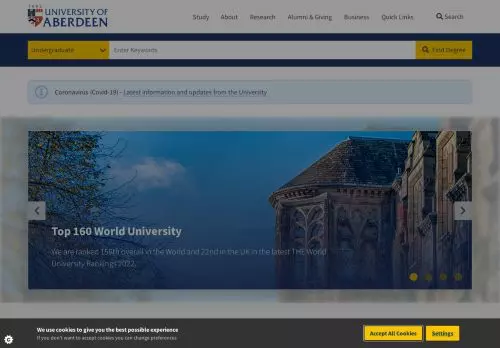 1495
UNIVERSITY OF
ABERDEEN
Study About Research Alumni & Giving Business Quick Links Search
Undergraduate Enter Keywords Find Degree
Coronavirus (Covid-19) - Latest information and updates from the University
Top 160 World University
We are ranked 158th overall in the World and 22nd in the UK in the latest THE World
University Rankings 2022.
We use cookies to give you the best possible experience
If you don't want to accept cookies you can change preferences
Accept All Cookies Settings